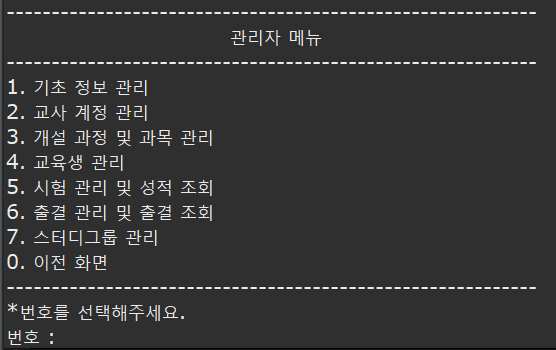 ------------------------------------------------------------
관리자 메뉴
------------------------------------------------------------
1. 기초 정보 관리
2. 교사 계정 관리
3. 개설 과정 및 과목 관리
4. 교육생 관리
5. 시험 관리 및 성적 조회
6. 출결 관리 및 출결 조회
7. 스터디그룹 관리
0. 이전 화면
------------------------------------------------------------
*번호를 선택해주세요.
번호 :